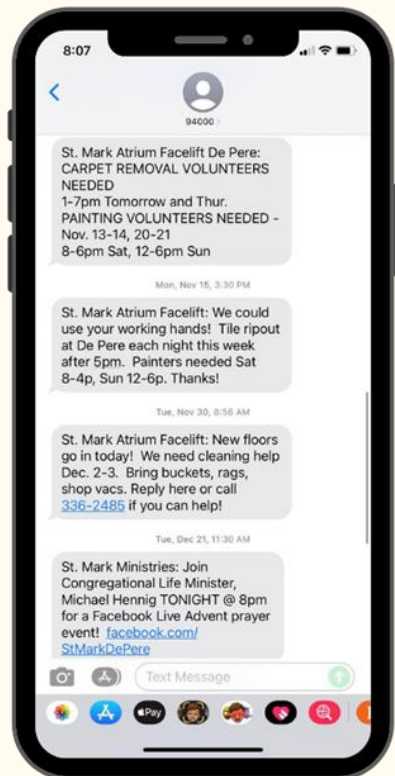 8:07
94000
St. Mark Atrium Facelift De Pere:
CARPET REMOVAL VOLUNTEERS
NEEDED
1-7pm Tomorrow and Thur.
PAINTING VOLUNTEERS NEEDED -
Nov. 13-14, 20-21
8-6pm Sat, 12-6pm Sun
Mon, Nov 15, 3:30 PM
St. Mark Atrium Facelift: We could
use your working hands! Tile ripout
at De Pere each night this week
after 5pm. Painters needed Sat
8-4p, Sun 12-6p. Thanks!
Tue, Nov 30, 8:56 AM
St. Mark Atrium Facelift: New floors
go in today! We need cleaning help
Dec. 2-3. Bring buckets, rags,
shop vacs. Reply here or call
336-2485 if you can help!
Tue, Dec 21, 11:30 AM
St. Mark Ministries: Join
Congregational Life Minister,
Michael Hennig TONIGHT @ 8pm
for a Facebook Live Advent prayer
event! facebook.com/
StMarkDePere
Text Message
Pay